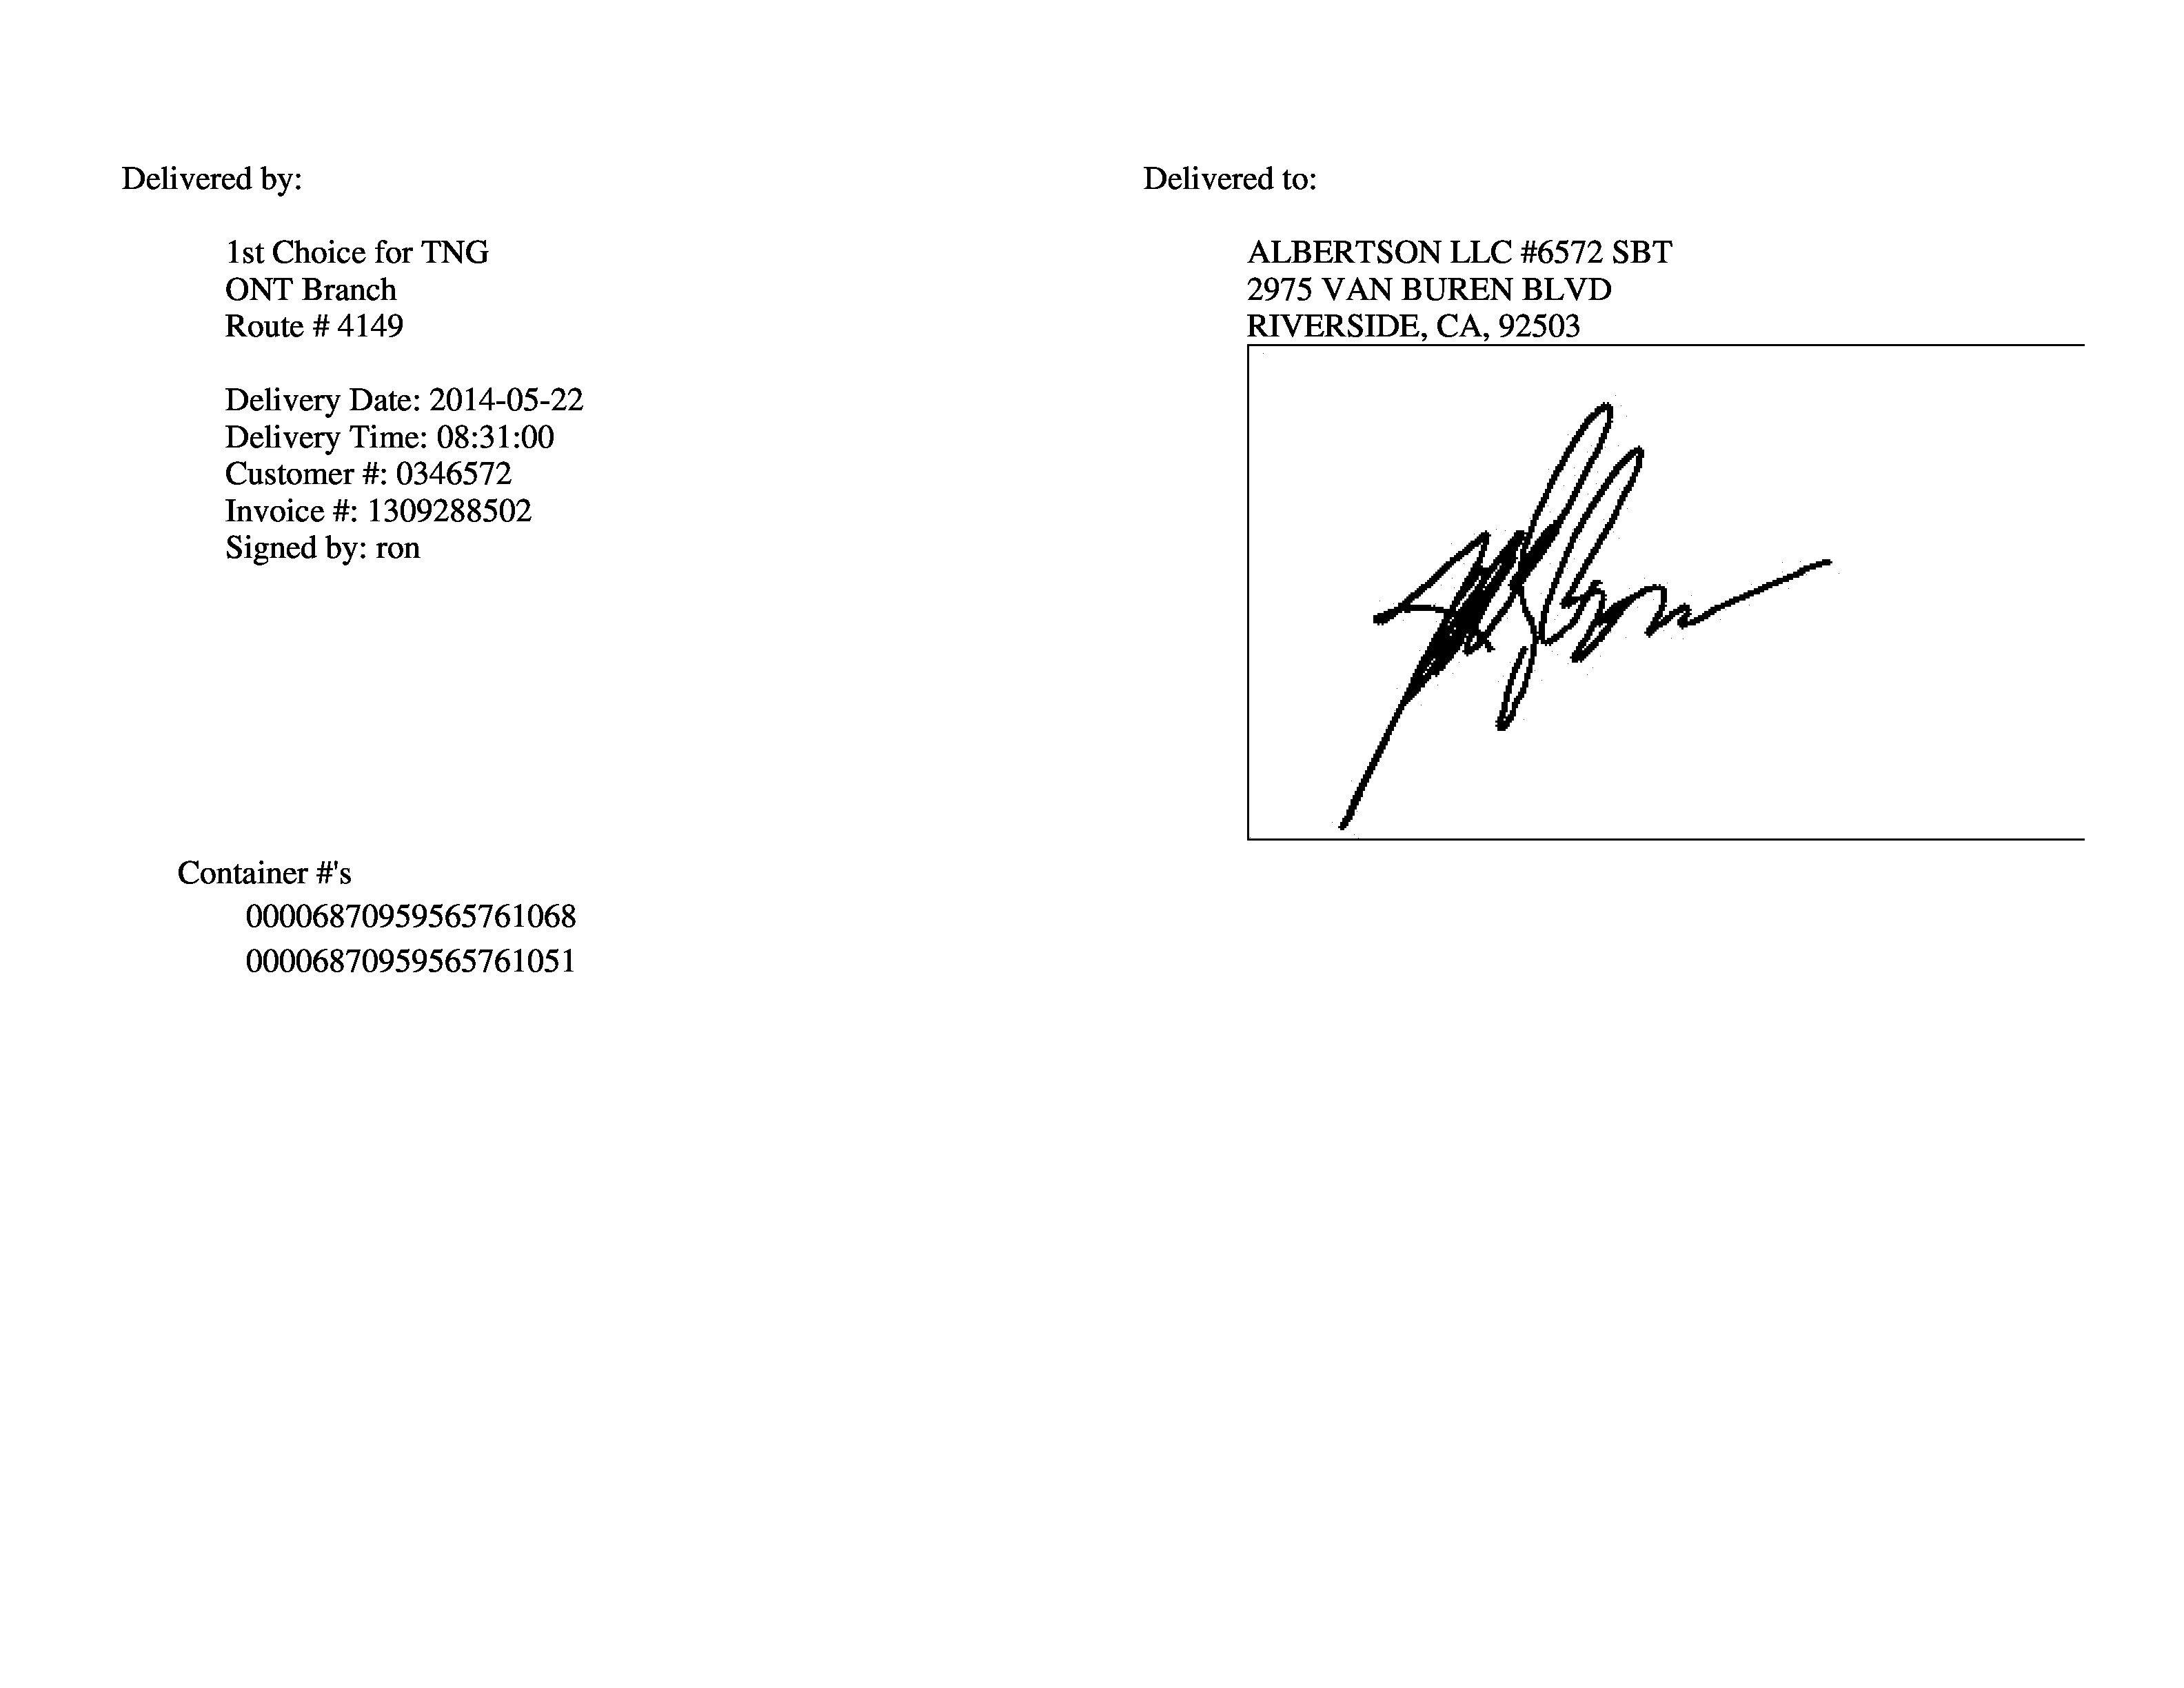 Delivered by:
1st Choice for TNG
ONT Branch
Route # 4149
Delivery Date: 2014-05-22
Delivery Time: 08:31:00
Customer #: 0346572
Invoice #: 1309288502
Signed by: ron
Delivered to:
ALBERTSON LLC #6572 SBT
2975 VAN BUREN BLVD
RIVERSIDE, CA, 92503
Container #'s
00006870959565761068
00006870959565761051